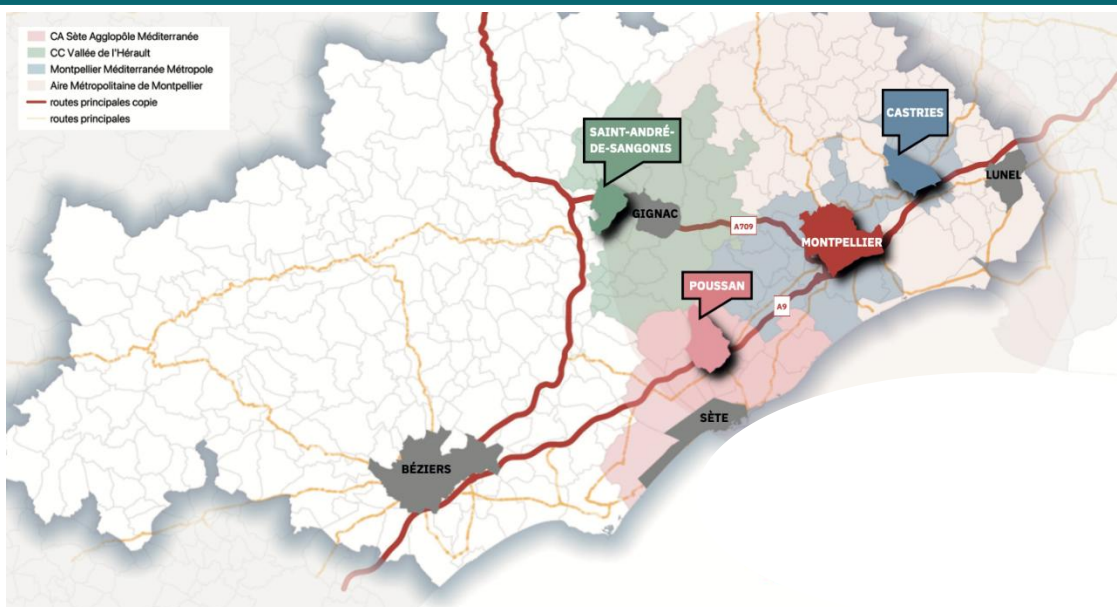 CA Sète Agglopôle Méditerranée
CC Vallée de l'Hérault
Montpellier Méditerranée Métropole
Aire Métropolitaine de Montpellier
routes principales copie
routes principales
CASTRIES
SAINT-ANDRÉ-
DE-SANGONIS
LUNEL
GIGNAC
A709
MONTPELLIER
POUSSAN
A9
SÈTE
BÉZIERS